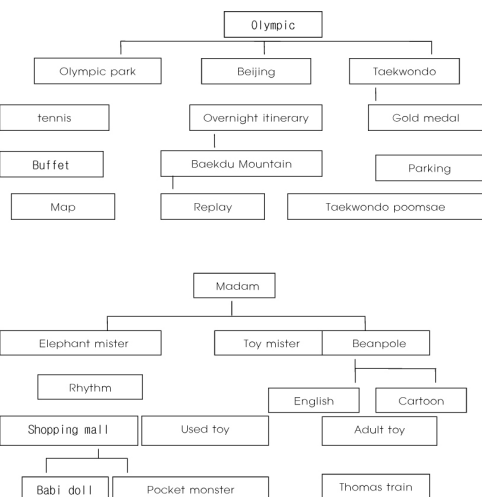 Olympic
Olympic park
Beijing
Taekwondo
tennis
Overnight itinerary
Gold medal
Buffet
Baekdu Mountain
Parking
Map
Replay
Taekwondo poomsae
Madam
Elephant mister
Toy mister
Beanpole
Rhythm
English
Cartoon
Shopping mall
Used toy
Adult toy
Babi doll
Pocket monster
Thomas train